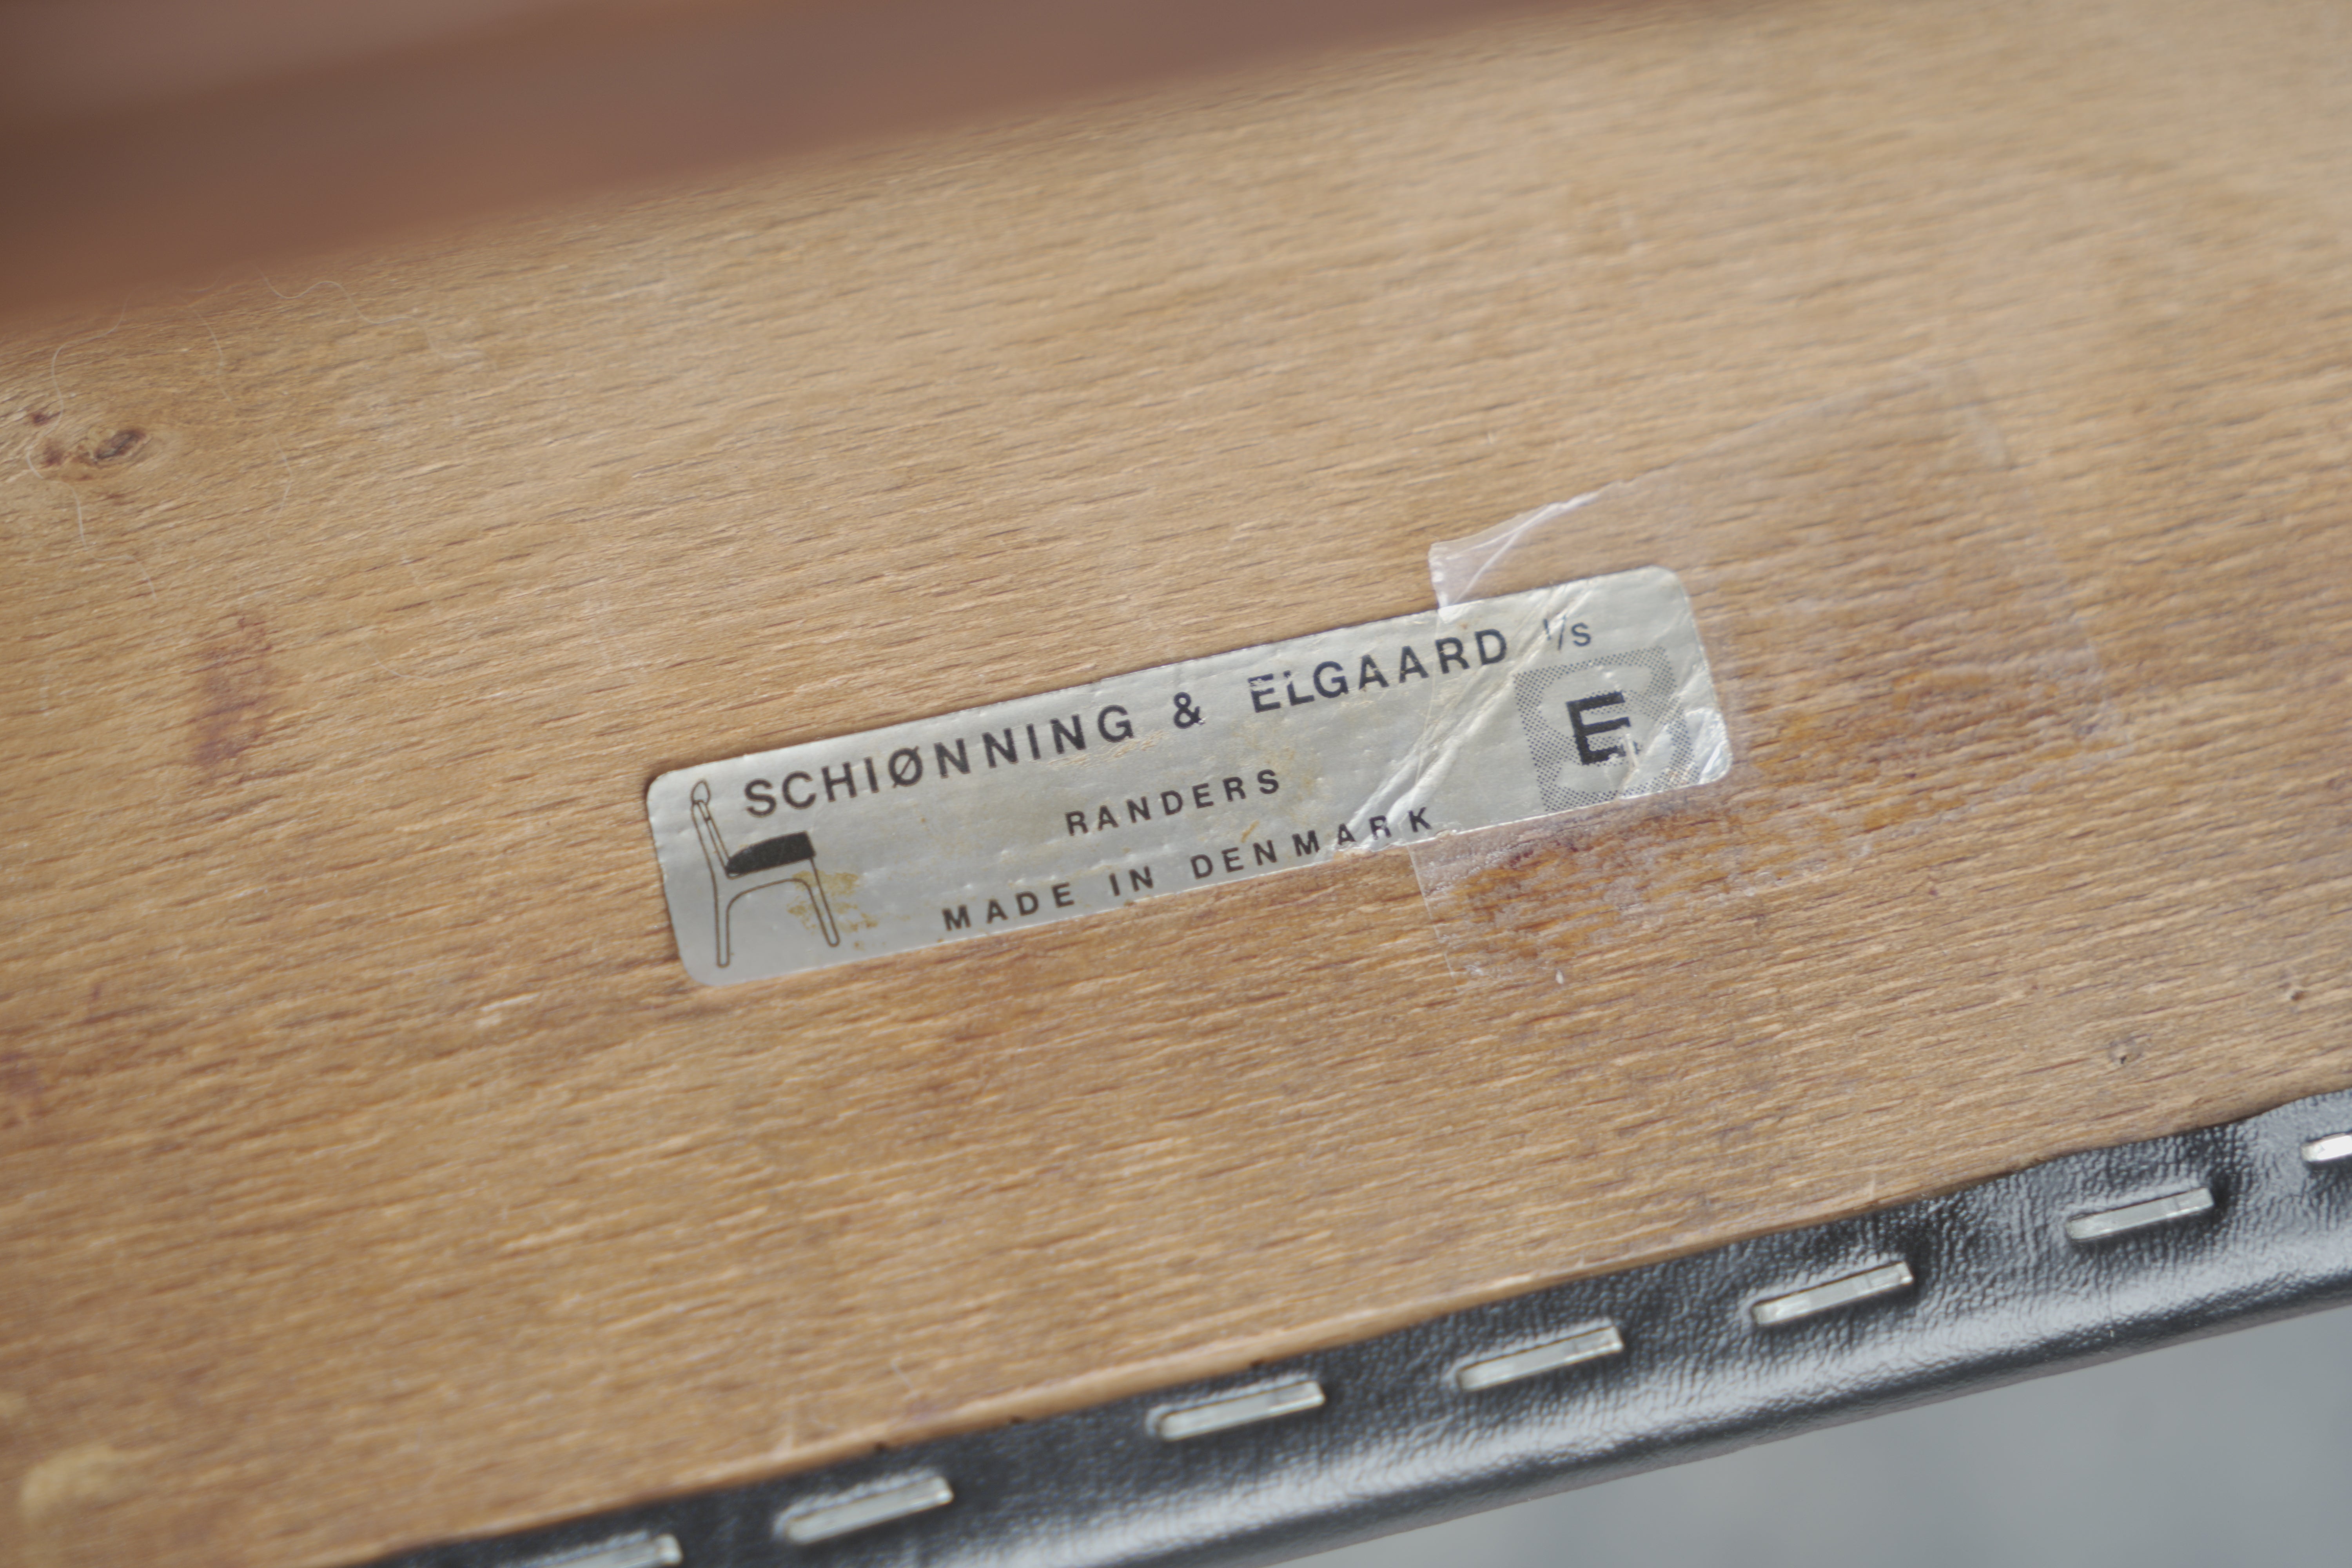 SCHIØNNING & ELGAARD I/S
RANDERS
MADE IN DENMARK
E